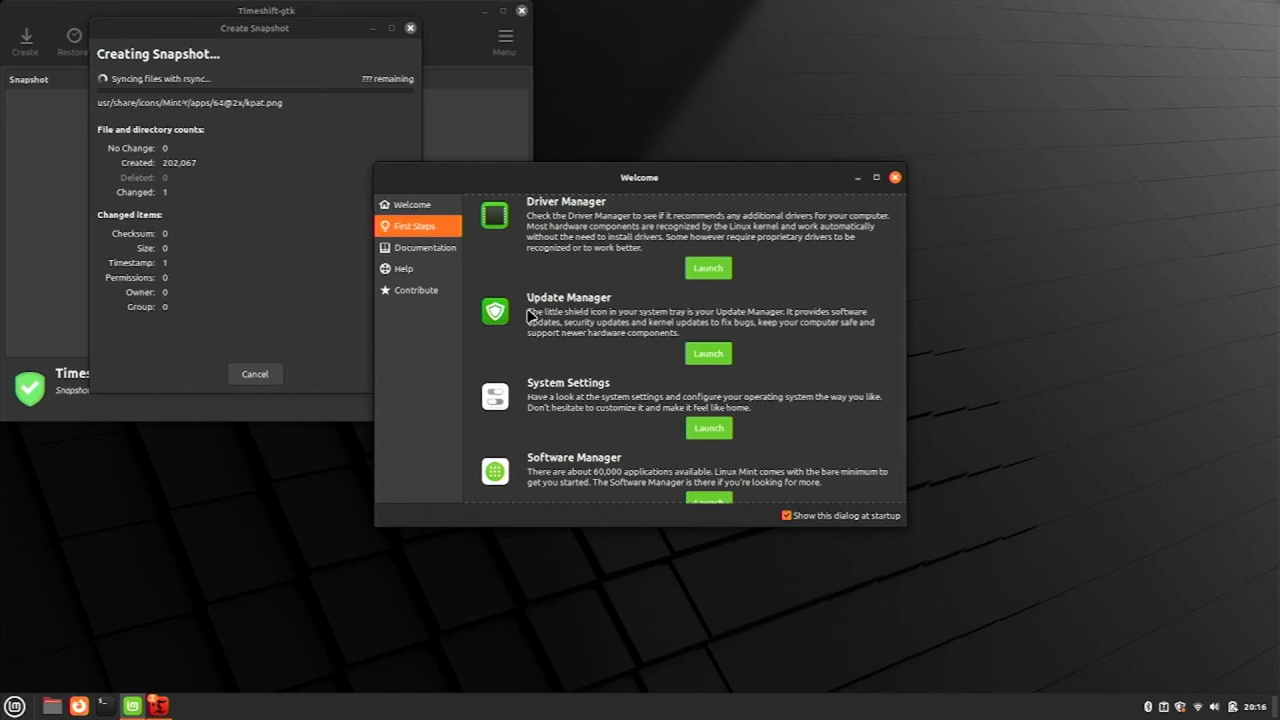 Timeshift-gtk
Create
Restore
Menu
Snapshot
Create Snapshot
Creating Snapshot...
Syncing files with rsync...
??? remaining
usr/share/icons/Mint-Y/apps/64@2x/kpat.png
File and directory counts:
No Change: 0
Created: 202,067
Deleted: 0
Changed: 1
Changed items:
Checksum: 0
Size: 0
Timestamp: 1
Permissions: 0
Owner: 0
Group: 0
Cancel
Times
Snapsho
Welcome
Welcome
First Steps
Documentation
Help
Contribute
Driver Manager
Check the Driver Manager to see if it recommends any additional drivers for your computer.
Most hardware components are recognized by the Linux kernel and work automatically
without the need to install drivers. Some however require proprietary drivers to be
recognized or to work better.
Launch
Update Manager
The little shield icon in your system tray is your Update Manager. It provides software
updates, security updates and kernel updates to fix bugs, keep your computer safe and
support newer hardware components.
Launch
System Settings
Have a look at the system settings and configure your operating system the way you like.
Don't hesitate to customize it and make it feel like home.
Launch
Software Manager
There are about 60,000 applications available. Linux Mint comes with the bare minimum to
get you started. The Software Manager is there if you're looking for more.
Launch
Show this dialog at startup
20:16